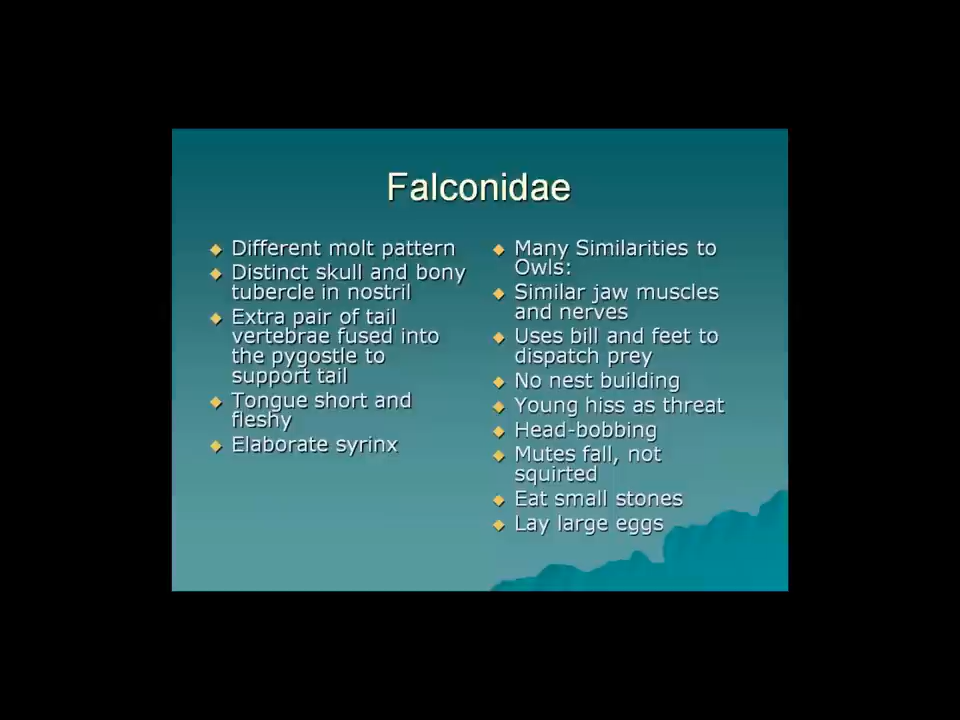 Falconidae
Different molt pattern
Distinct skull and bony
tubercle in nostril
Extra pair of tail
vertebrae fused into
the pygostle to
support tail
Tongue short and
fleshy
Elaborate syrinx
Many Similarities to
Owls:
Similar jaw muscles
and nerves
Uses bill and feet to
dispatch prey
No nest building
Young hiss as threat
Head-bobbing
Mutes fall, not
squirted
Eat small stones
Lay large eggs